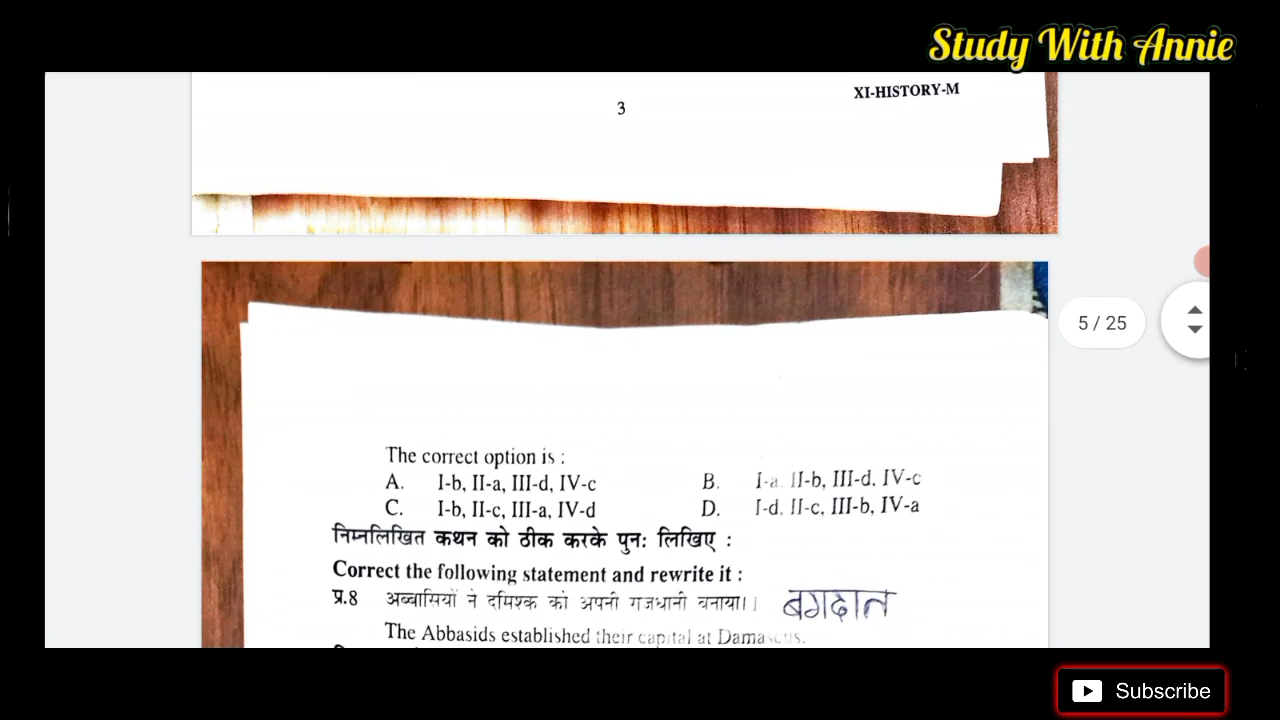 Study With Annie
XI-HISTORY-M
3
5 / 25
The correct option is :
A. I-b, II-a, III-d, IV-c B. I-a, II-b, III-d, IV-c
C. I-b, II-c, III-a, IV-d D. I-d, II-c, III-b, IV-a
निम्नलिखित कथन को ठीक करके पुनः लिखिए :
Correct the following statement and rewrite it :
प्र.8 अब्बासियों ने दमिश्क को अपनी राजधानी बनाया।। बगदात
The Abbasids established their capital at Damascus.
Subscribe